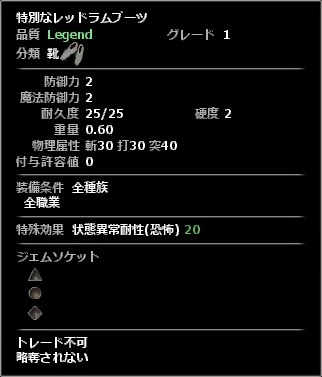 特別なレッドラムブーツ
品質 Legend グレード 1
分類 靴
防御力 2
魔法防御力 2
耐久度 25/25 硬度 2
重量 0.60
物理属性 斬30 打30 突40
付与許容値 0
装備条件 全種族
全職業
特殊効果 状態異常耐性(恐怖) 20
ジェムソケット
トレード不可
略奪されない